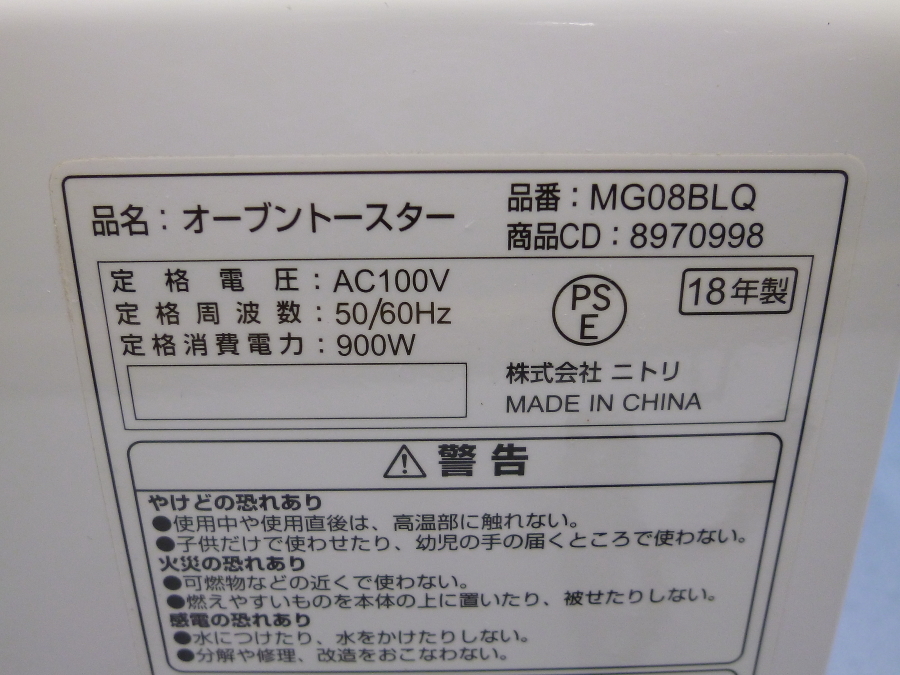 品名：オーブントースター
品番：MG08BLQ
商品CD：8970998
定格電圧：AC100V
定格周波数：50/60Hz
定格消費電力：900W
PS
E
18年製
株式会社 ニトリ
MADE IN CHINA
警告
やけどの恐れあり
●使用中や使用直後は、高温部に触れない。
●子供だけで使わせたり、幼児の手の届くところで使わない。
火災の恐れあり
●可燃物などの近くで使わない。
●燃えやすいものを本体の上に置いたり、被せたりしない。
感電の恐れあり
●水につけたり、水をかけたりしない。
●分解や修理、改造をおこなわない。